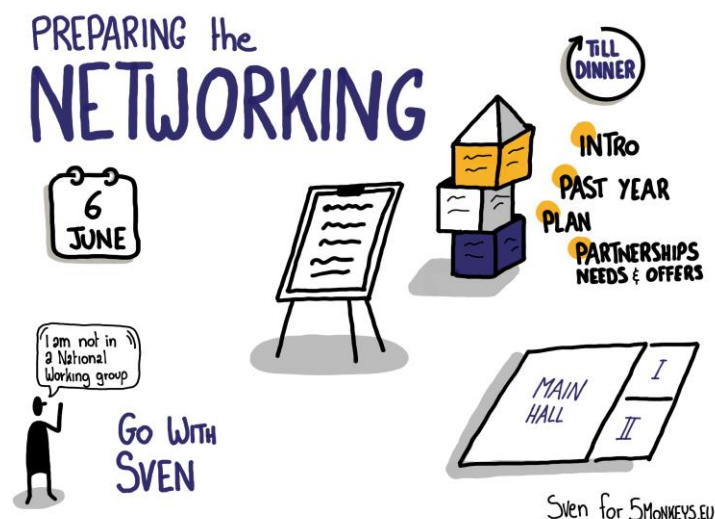 PREPARING the
NETWORKING
TiLL
DINNER
INTRO
PAST YEAR
PLAN
PARTNERSHIPS
NEEDS & OFFERS
6
JUNE
I am not in
a National
Working group
GO WITH
SVEN
MAIN
HALL
I
II
Sven for 5MONKEYS.EU